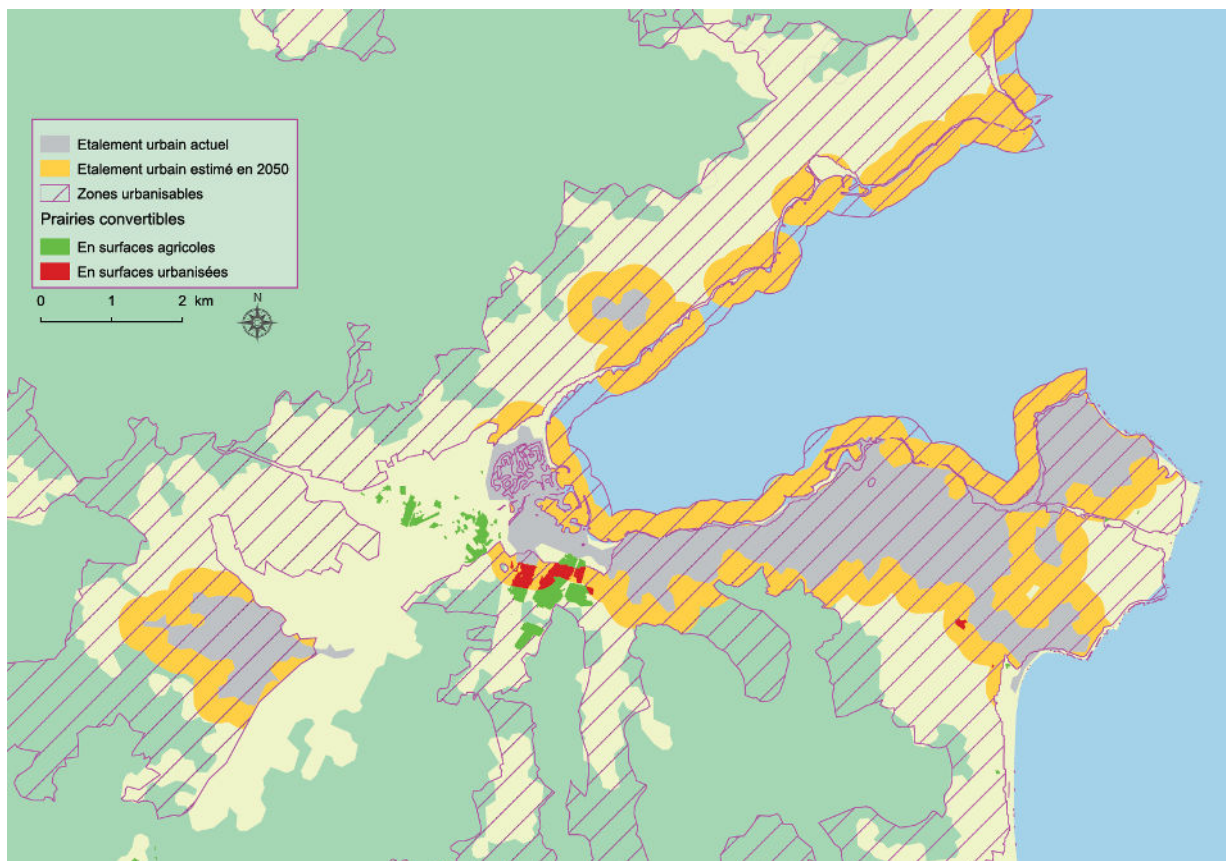 Etalement urbain actuel
Etalement urbain estimé en 2050
Zones urbanisables
Prairies convertibles
En surfaces agricoles
En surfaces urbanisées
0 1 2 km
N